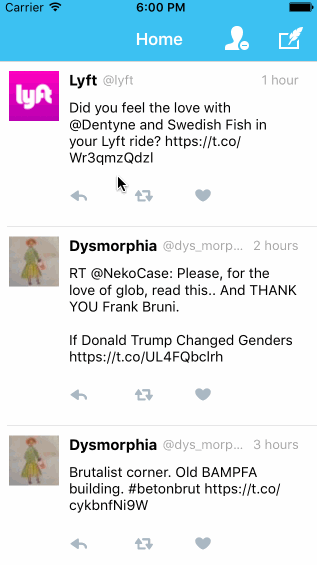 Carrier 6:00 PM
Home
lyft
Lyft @lyft 1 hour
Did you feel the love with
@Dentyne and Swedish Fish in
your Lyft ride? https://t.co/
Wr3qmzQdzl
Dysmorphia @dys_morp... 2 hours
RT @NekoCase: Please, for the
love of glob, read this.. And THANK
YOU Frank Bruni.
If Donald Trump Changed Genders
https://t.co/UL4FQbclrh
Dysmorphia @dys_morp... 3 hours
Brutalist corner. Old BAMPFA
building. #betonbrut https://t.co/
cykbnfNi9W